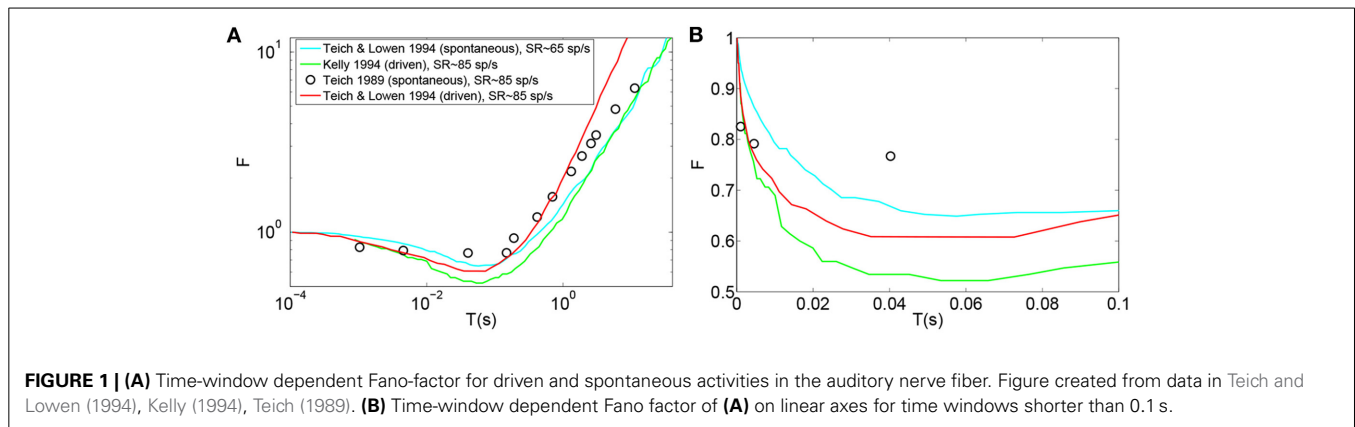 A
10^1
Teich & Lowen 1994 (spontaneous), SR~65 sp/s
Kelly 1994 (driven), SR~85 sp/s
Teich 1989 (spontaneous), SR~85 sp/s
Teich & Lowen 1994 (driven), SR~85 sp/s
F
10^0
10^−4
10^−2
10^0
T(s)
B
1
0.9
0.8
0.7
0.6
0.5
F
0
0.02
0.04
0.06
0.08
0.1
T(s)
FIGURE 1 | (A) Time-window dependent Fano-factor for driven and spontaneous activities in the auditory nerve fiber. Figure created from data in Teich and
Lowen (1994), Kelly (1994), Teich (1989). (B) Time-window dependent Fano factor of (A) on linear axes for time windows shorter than 0.1 s.